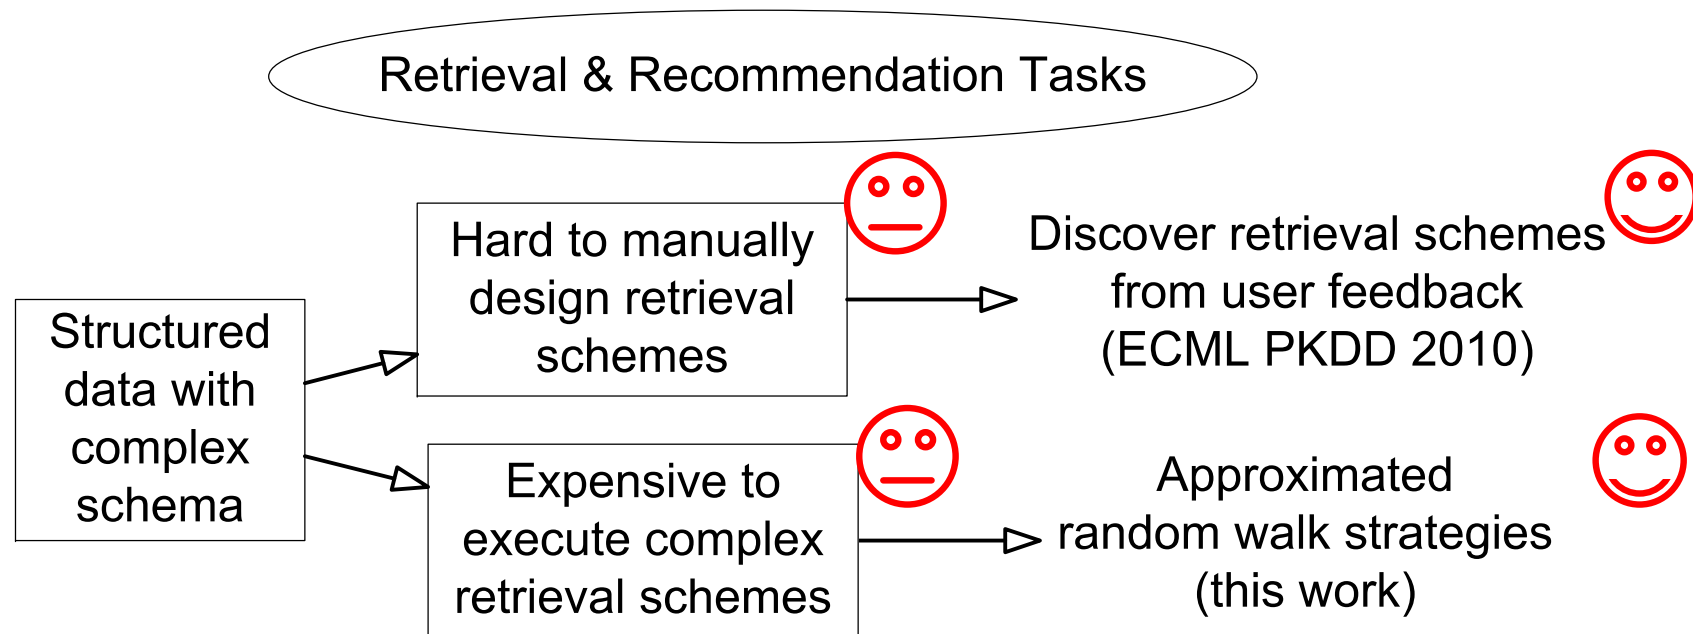 Retrieval & Recommendation Tasks
Structured
data with
complex
schema
Hard to manually
design retrieval
schemes
Discover retrieval schemes
from user feedback
(ECML PKDD 2010)
Expensive to
execute complex
retrieval schemes
Approximated
random walk strategies
(this work)